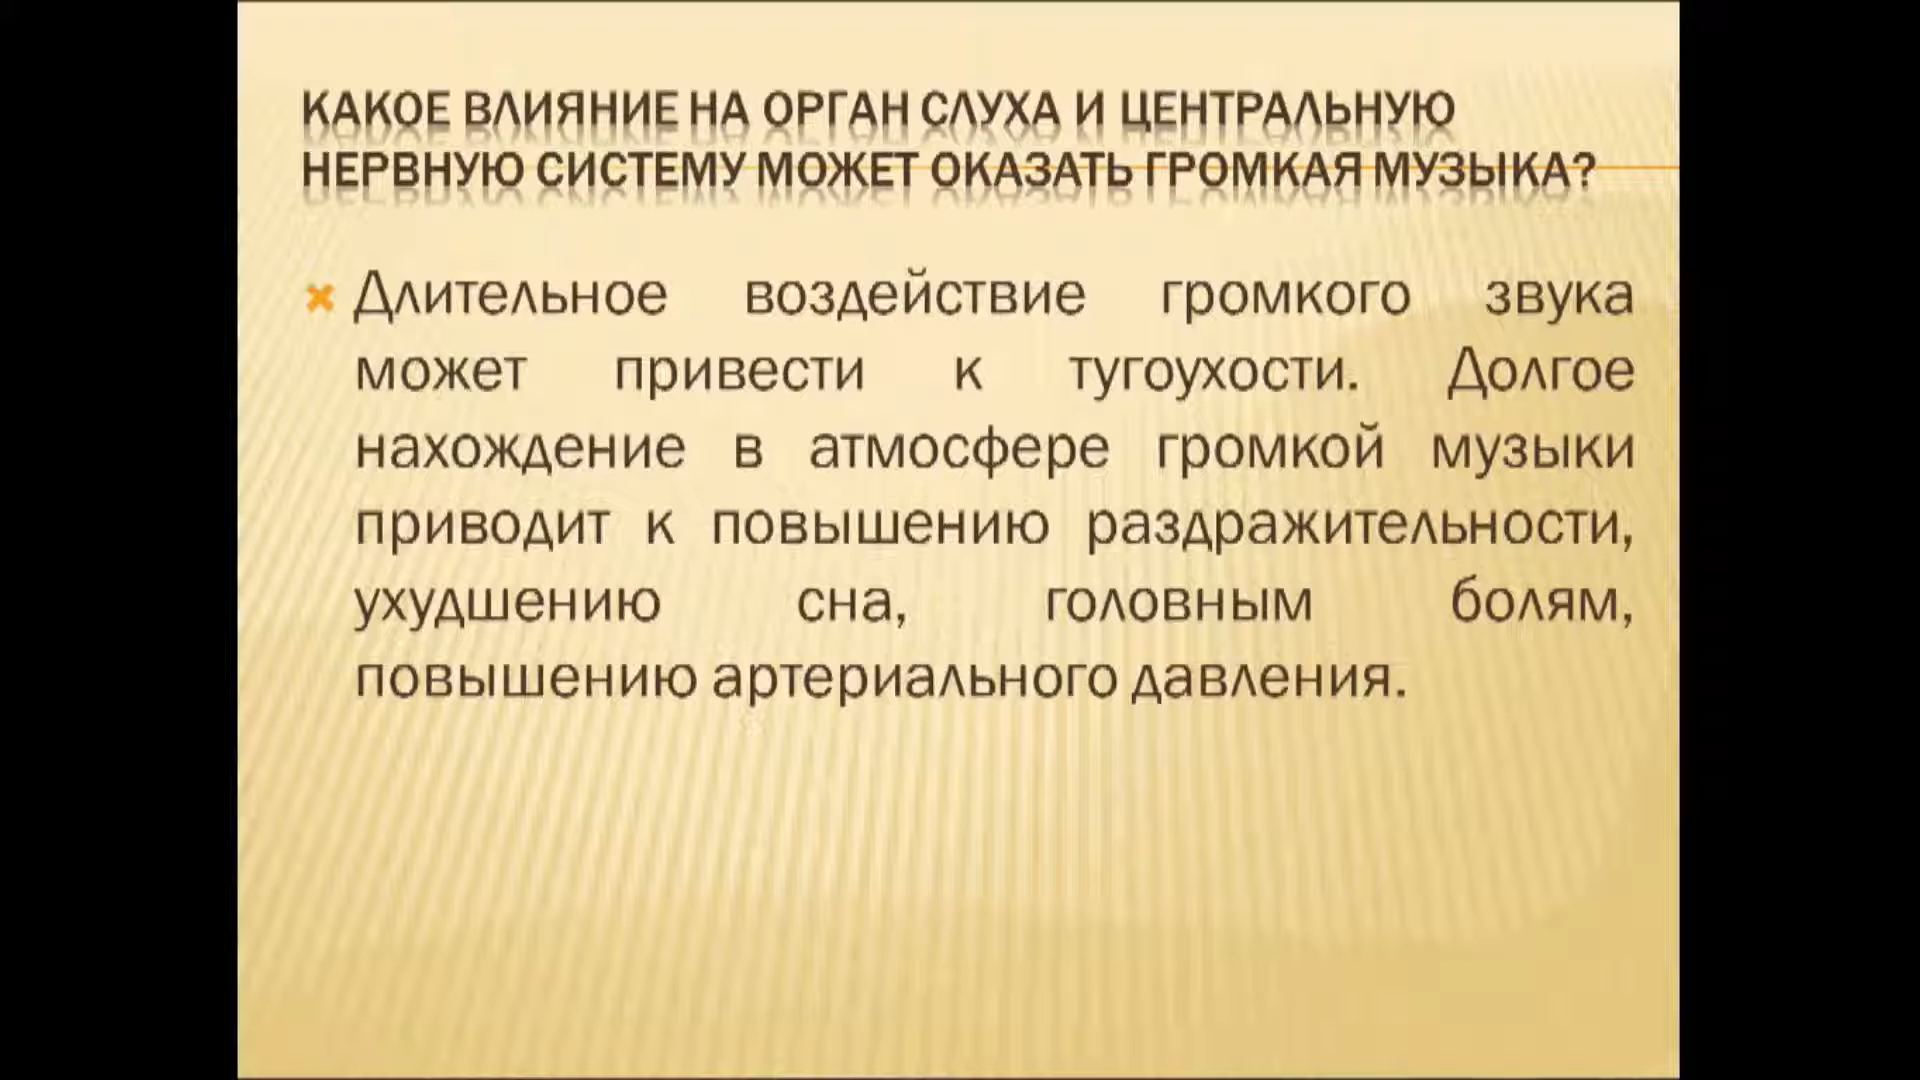 КАКОЕ ВЛИЯНИЕ НА ОРГАН СЛУХА И ЦЕНТРАЛЬНУЮ
НЕРВНУЮ СИСТЕМУ МОЖЕТ ОКАЗАТЬ ГРОМКАЯ МУЗЫКА?
Длительное воздействие громкого звука
может привести к тугоухости. Долгое
нахождение в атмосфере громкой музыки
приводит к повышению раздражительности,
ухудшению сна, головным болям,
повышению артериального давления.